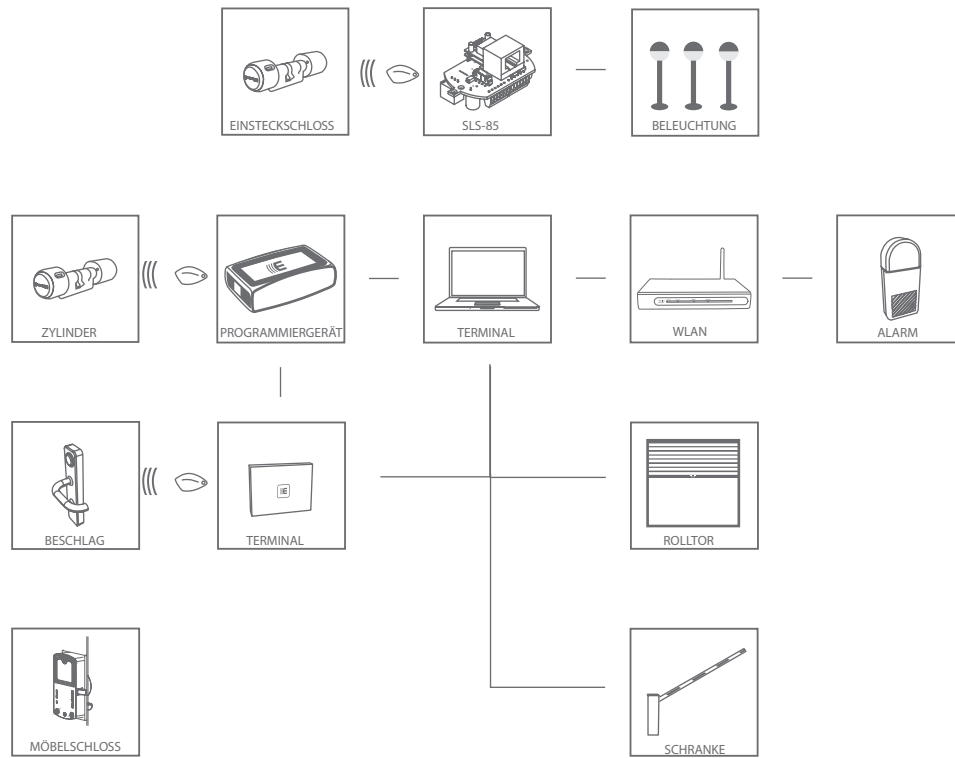 EINSTECKSCHLOSS
SLS-85
BELEUCHTUNG
ZYLINDER
PROGRAMMIERGERÄT
TERMINAL
WLAN
ALARM
BESCHLAG
TERMINAL
ROLLTOR
MÖBELSCHLOSS
SCHRANKE